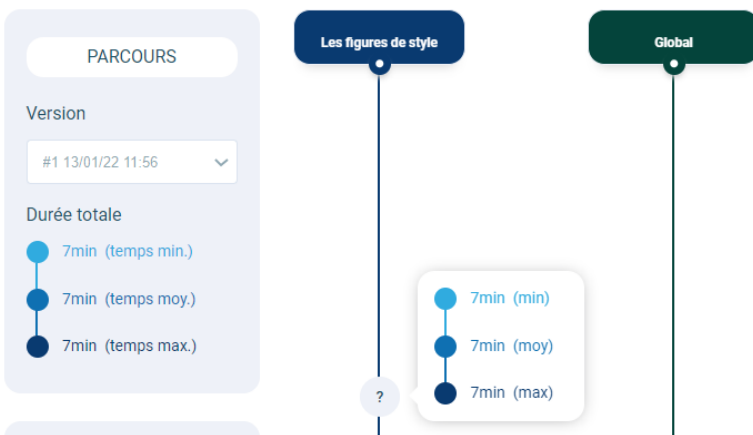 PARCOURS
Version
#1 13/01/22 11:56
Durée totale
7min (temps min.)
7min (temps moy.)
7min (temps max.)
Les figures de style
Global
7min (min)
7min (moy)
7min (max)
?